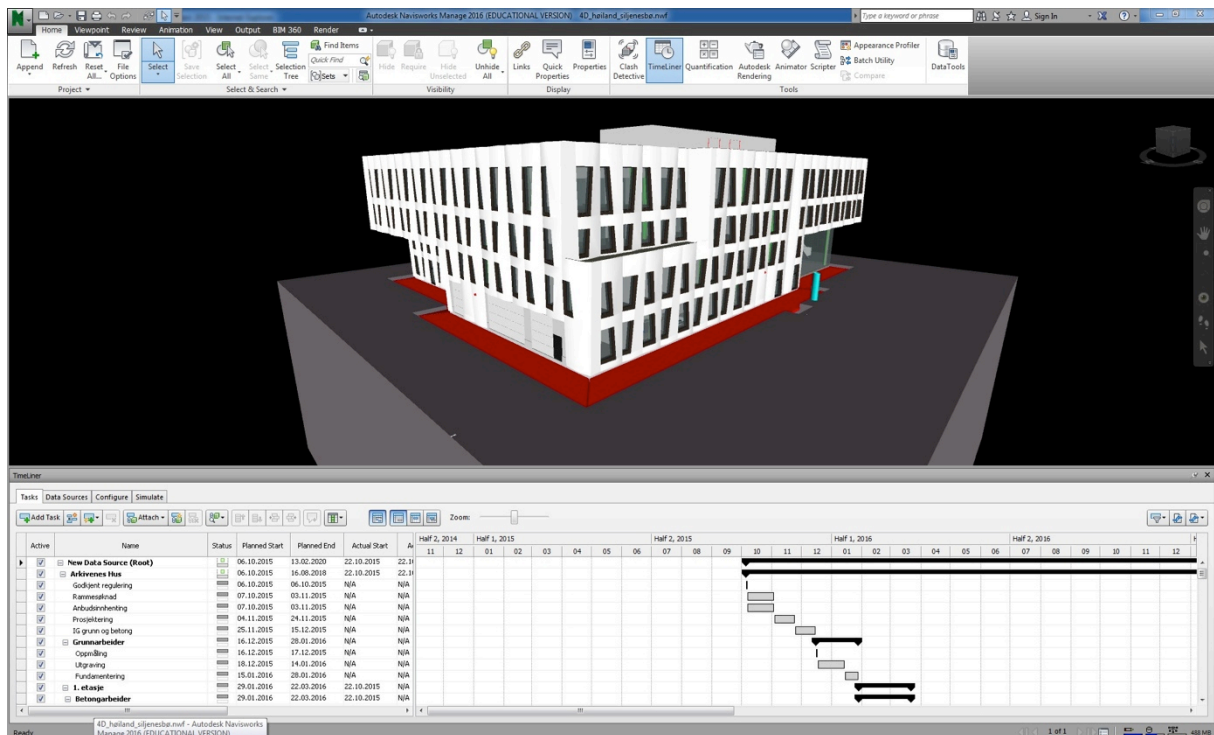 Autodesk Navisworks Manage 2016 (EDUCATIONAL VERSION) 4D_høiland_siljenesbø.nwf
Type a keyword or phrase
Sign In
Home Viewpoint Review Animation View Output BIM 360 Render
Append Refresh Reset All... File Options
Select Save Selection Select All Select Same Selection Tree
Find Items
Quick Find
Sets
Hide Require Hide Unselected Unhide All
Links Quick Properties Properties
Clash Detective TimeLiner Quantification Autodesk Rendering Animator Scripter
Appearance Profiler
Batch Utility
Compare
DataTools
Project Select & Search Visibility Display Tools
TimeLiner
Tasks Data Sources Configure Simulate
Add Task Attach Zoom:
Active Name Status Planned Start Planned End Actual Start A
Half 2, 2014 Half 1, 2015 Half 2, 2015 Half 1, 2016 Half 2, 2016 H
11 12 01 02 03 04 05 06 07 08 09 10 11 12 01 02 03 04 05 06 07 08 09 10 11 12
New Data Source (Root) 06.10.2015 13.02.2020 22.10.2015 22.1
Arkivenes Hus 06.10.2015 16.08.2018 22.10.2015 22.1
Godkjent regulering 06.10.2015 06.10.2015 N/A N/A
Rammesøknad 07.10.2015 03.11.2015 N/A N/A
Anbudsinnhenting 07.10.2015 03.11.2015 N/A N/A
Prosjektering 04.11.2015 24.11.2015 N/A N/A
IG grunn og betong 25.11.2015 15.12.2015 N/A N/A
Grunnarbeider 16.12.2015 28.01.2016 N/A N/A
Oppmåling 16.12.2015 17.12.2015 N/A N/A
Utgraving 18.12.2015 14.01.2016 N/A N/A
Fundamentering 15.01.2016 28.01.2016 N/A N/A
1. etasje 29.01.2016 22.03.2016 22.10.2015 N/A
Betongarbeider 29.01.2016 22.03.2016 22.10.2015 N/A
4D_høiland_siljenesbø.nwf - Autodesk Navisworks
Manage 2016 (EDUCATIONAL VERSION)
Ready
1 of 1
488 MB